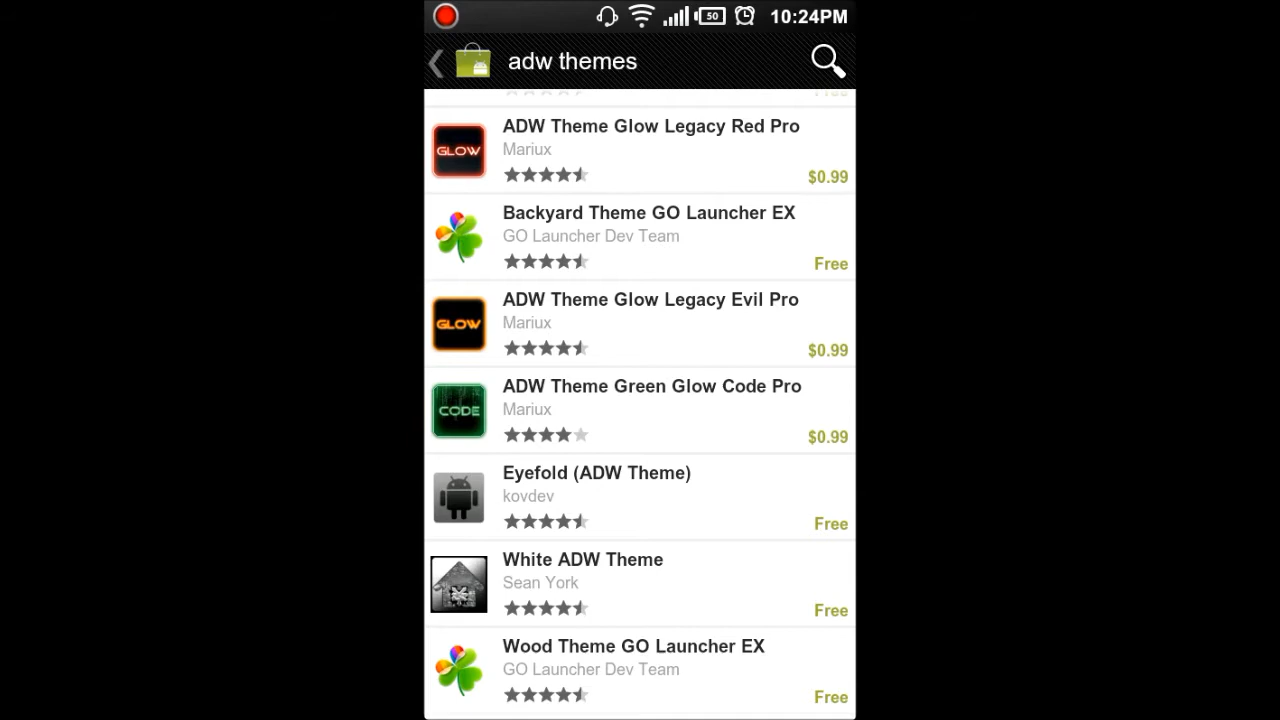 50 10:24PM
adw themes
Free
ADW Theme Glow Legacy Red Pro
GLOW
Mariux
$0.99
Backyard Theme GO Launcher EX
GO Launcher Dev Team
Free
ADW Theme Glow Legacy Evil Pro
GLOW
Mariux
$0.99
ADW Theme Green Glow Code Pro
CODE
Mariux
$0.99
Eyefold (ADW Theme)
kovdev
Free
White ADW Theme
Sean York
Free
Wood Theme GO Launcher EX
GO Launcher Dev Team
Free